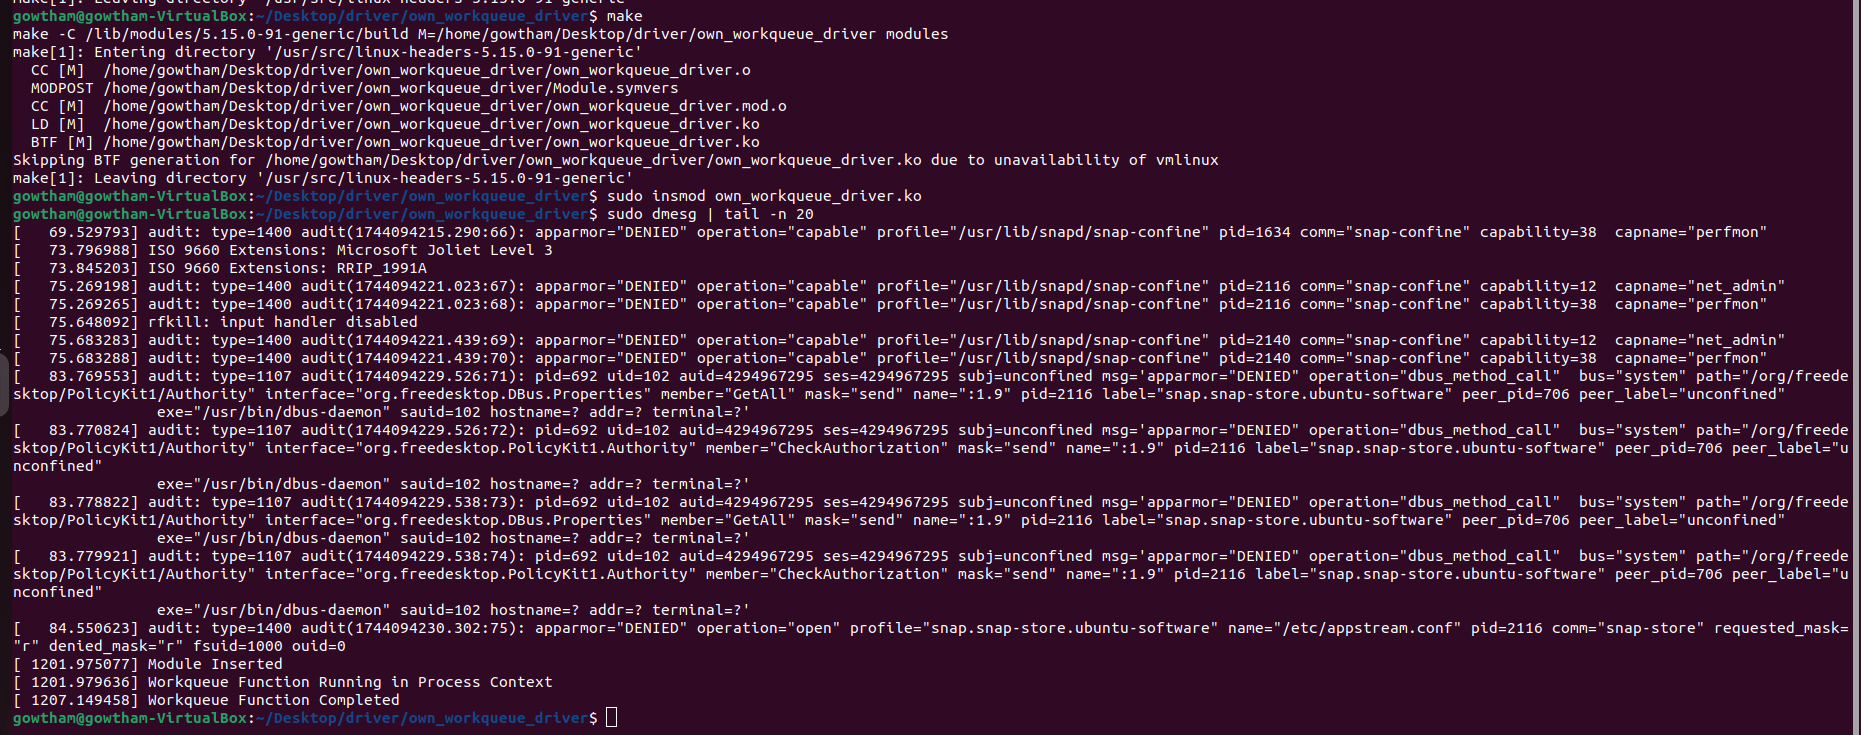 make[1]: Leaving directory '/usr/src/linux-headers-5.15.0-91-generic'
gowtham@gowtham-VirtualBox:~/Desktop/driver/own_workqueue_driver$ make
make -C /lib/modules/5.15.0-91-generic/build M=/home/gowtham/Desktop/driver/own_workqueue_driver modules
make[1]: Entering directory '/usr/src/linux-headers-5.15.0-91-generic'
  CC [M]  /home/gowtham/Desktop/driver/own_workqueue_driver/own_workqueue_driver.o
  MODPOST /home/gowtham/Desktop/driver/own_workqueue_driver/Module.symvers
  CC [M]  /home/gowtham/Desktop/driver/own_workqueue_driver/own_workqueue_driver.mod.o
  LD [M]  /home/gowtham/Desktop/driver/own_workqueue_driver/own_workqueue_driver.ko
  BTF [M] /home/gowtham/Desktop/driver/own_workqueue_driver/own_workqueue_driver.ko
Skipping BTF generation for /home/gowtham/Desktop/driver/own_workqueue_driver/own_workqueue_driver.ko due to unavailability of vmlinux
make[1]: Leaving directory '/usr/src/linux-headers-5.15.0-91-generic'
gowtham@gowtham-VirtualBox:~/Desktop/driver/own_workqueue_driver$ sudo insmod own_workqueue_driver.ko
gowtham@gowtham-VirtualBox:~/Desktop/driver/own_workqueue_driver$ sudo dmesg | tail -n 20
[   69.529793] audit: type=1400 audit(1744094215.290:66): apparmor="DENIED" operation="capable" profile="/usr/lib/snapd/snap-confine" pid=1634 comm="snap-confine" capability=38  capname="perfmon"
[   73.796988] ISO 9660 Extensions: Microsoft Joliet Level 3
[   73.845203] ISO 9660 Extensions: RRIP_1991A
[   75.269198] audit: type=1400 audit(1744094221.023:67): apparmor="DENIED" operation="capable" profile="/usr/lib/snapd/snap-confine" pid=2116 comm="snap-confine" capability=12  capname="net_admin"
[   75.269265] audit: type=1400 audit(1744094221.023:68): apparmor="DENIED" operation="capable" profile="/usr/lib/snapd/snap-confine" pid=2116 comm="snap-confine" capability=38  capname="perfmon"
[   75.648092] rfkill: input handler disabled
[   75.683283] audit: type=1400 audit(1744094221.439:69): apparmor="DENIED" operation="capable" profile="/usr/lib/snapd/snap-confine" pid=2140 comm="snap-confine" capability=12  capname="net_admin"
[   75.683288] audit: type=1400 audit(1744094221.439:70): apparmor="DENIED" operation="capable" profile="/usr/lib/snapd/snap-confine" pid=2140 comm="snap-confine" capability=38  capname="perfmon"
[   83.769553] audit: type=1107 audit(1744094229.526:71): pid=692 uid=102 auid=4294967295 ses=4294967295 subj=unconfined msg='apparmor="DENIED" operation="dbus_method_call"  bus="system" path="/org/freede
sktop/PolicyKit1/Authority" interface="org.freedesktop.DBus.Properties" member="GetAll" mask="send" name=":1.9" pid=2116 label="snap.snap-store.ubuntu-software" peer_pid=706 peer_label="unconfined"
                exe="/usr/bin/dbus-daemon" sauid=102 hostname=? addr=? terminal=?'
[   83.770824] audit: type=1107 audit(1744094229.526:72): pid=692 uid=102 auid=4294967295 ses=4294967295 subj=unconfined msg='apparmor="DENIED" operation="dbus_method_call"  bus="system" path="/org/freede
sktop/PolicyKit1/Authority" interface="org.freedesktop.PolicyKit1.Authority" member="CheckAuthorization" mask="send" name=":1.9" pid=2116 label="snap.snap-store.ubuntu-software" peer_pid=706 peer_label="u
nconfined"
                exe="/usr/bin/dbus-daemon" sauid=102 hostname=? addr=? terminal=?'
[   83.778822] audit: type=1107 audit(1744094229.538:73): pid=692 uid=102 auid=4294967295 ses=4294967295 subj=unconfined msg='apparmor="DENIED" operation="dbus_method_call"  bus="system" path="/org/freede
sktop/PolicyKit1/Authority" interface="org.freedesktop.DBus.Properties" member="GetAll" mask="send" name=":1.9" pid=2116 label="snap.snap-store.ubuntu-software" peer_pid=706 peer_label="unconfined"
                exe="/usr/bin/dbus-daemon" sauid=102 hostname=? addr=? terminal=?'
[   83.779921] audit: type=1107 audit(1744094229.538:74): pid=692 uid=102 auid=4294967295 ses=4294967295 subj=unconfined msg='apparmor="DENIED" operation="dbus_method_call"  bus="system" path="/org/freede
sktop/PolicyKit1/Authority" interface="org.freedesktop.PolicyKit1.Authority" member="CheckAuthorization" mask="send" name=":1.9" pid=2116 label="snap.snap-store.ubuntu-software" peer_pid=706 peer_label="u
nconfined"
                exe="/usr/bin/dbus-daemon" sauid=102 hostname=? addr=? terminal=?'
[   84.550623] audit: type=1400 audit(1744094230.302:75): apparmor="DENIED" operation="open" profile="snap.snap-store.ubuntu-software" name="/etc/appstream.conf" pid=2116 comm="snap-store" requested_mask=
"r" denied_mask="r" fsuid=1000 ouid=0
[ 1201.975077] Module Inserted
[ 1201.979636] Workqueue Function Running in Process Context
[ 1207.149458] Workqueue Function Completed
gowtham@gowtham-VirtualBox:~/Desktop/driver/own_workqueue_driver$